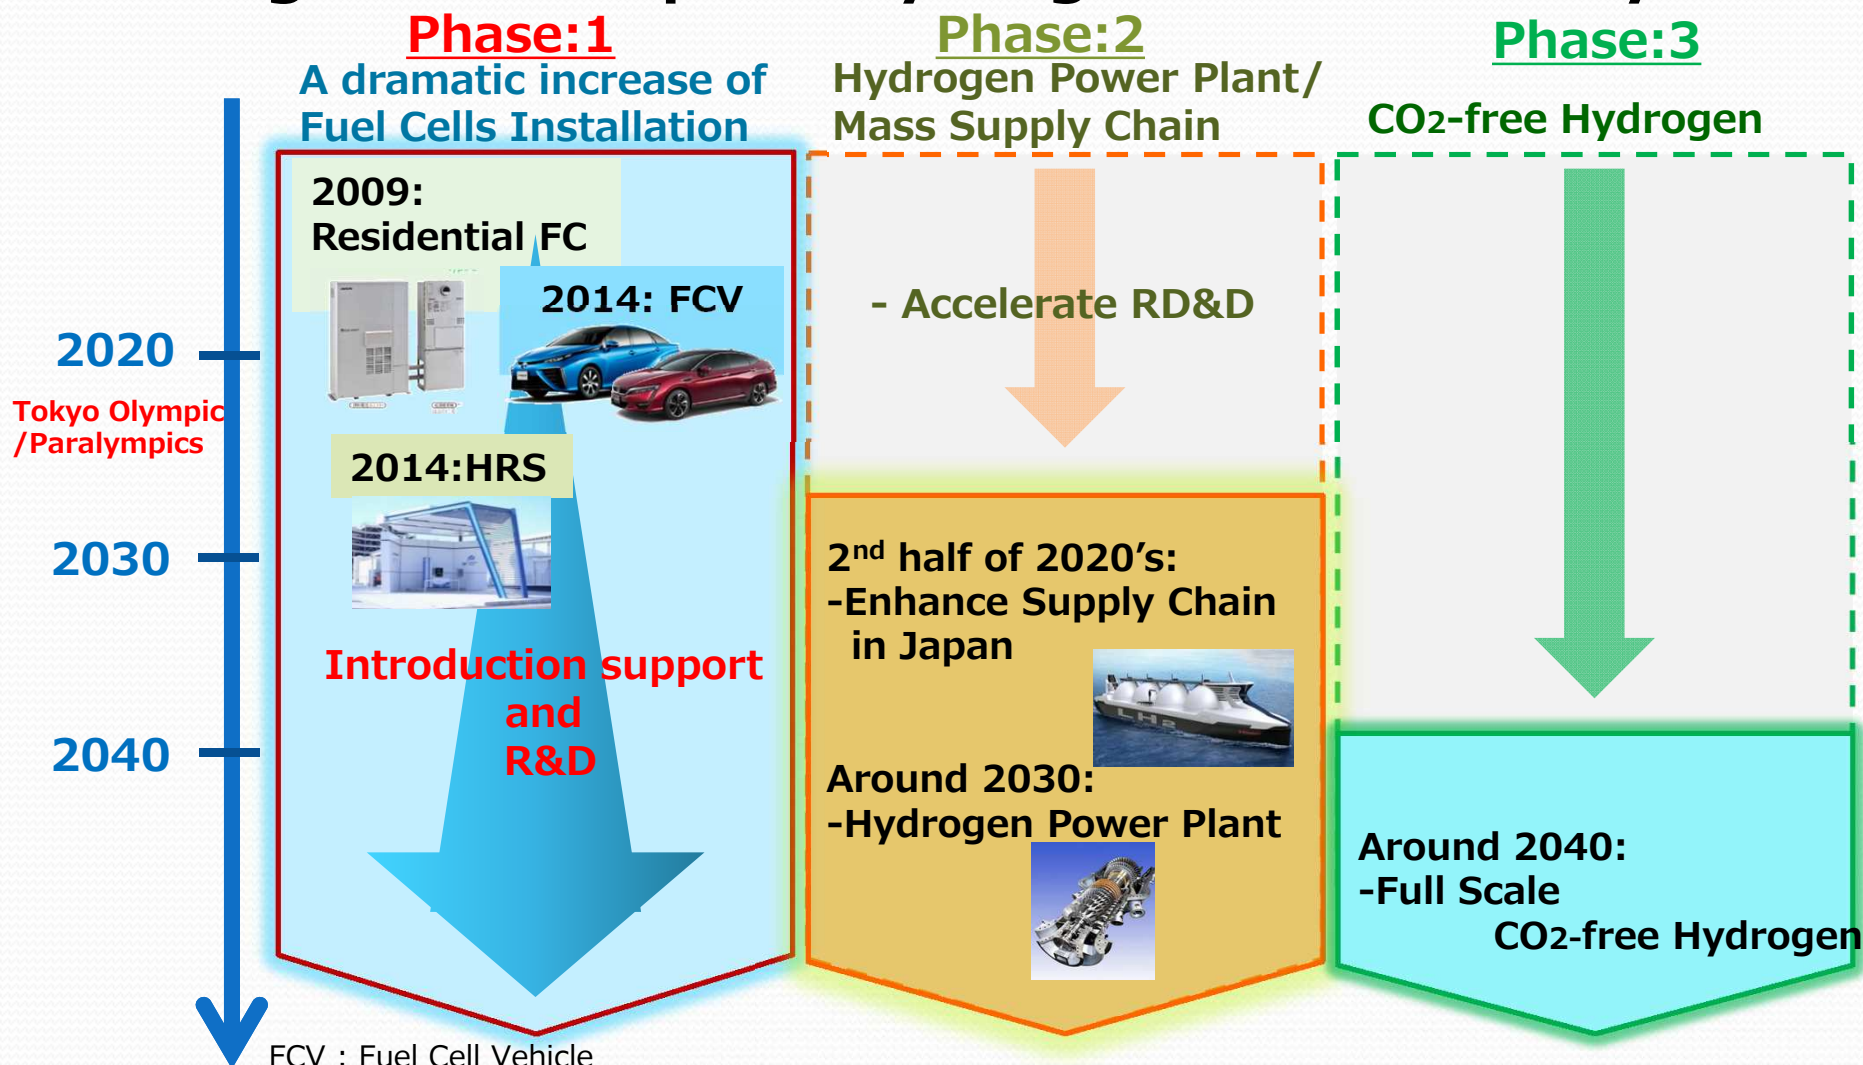 Phase:1
A dramatic increase of
Fuel Cells Installation
Phase:2
Hydrogen Power Plant/
Mass Supply Chain
Phase:3
CO2-free Hydrogen
2020
Tokyo Olympic
/Paralympics
2030
2040
2009:
Residential FC
2014: FCV
2014:HRS
Introduction support
and
R&D
- Accelerate RD&D
2nd half of 2020's:
-Enhance Supply Chain
in Japan
LH2
Around 2030:
-Hydrogen Power Plant
Around 2040:
-Full Scale
CO2-free Hydrogen
FCV : Fuel Cell Vehicle